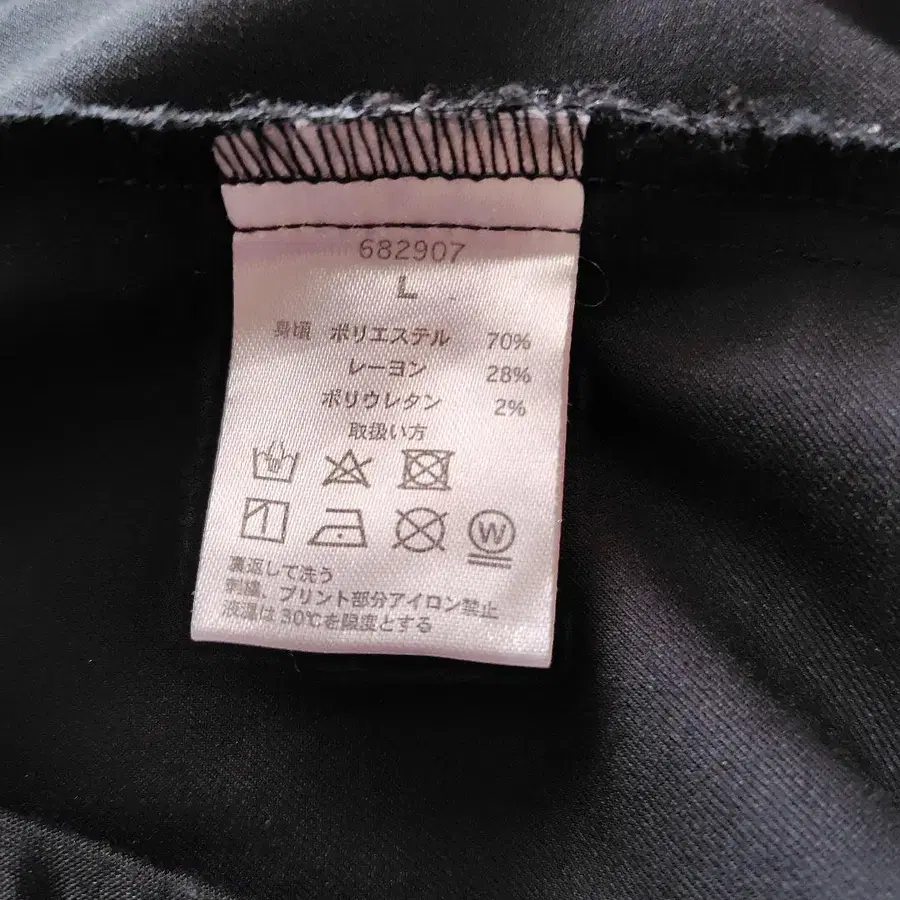 682907
L
身頃 ポリエステル 70%
レーヨン 28%
ポリウレタン 2%
取扱い方
W
裏返して洗う
刺繍、プリント部分アイロン禁止
液温は30℃を限度とする